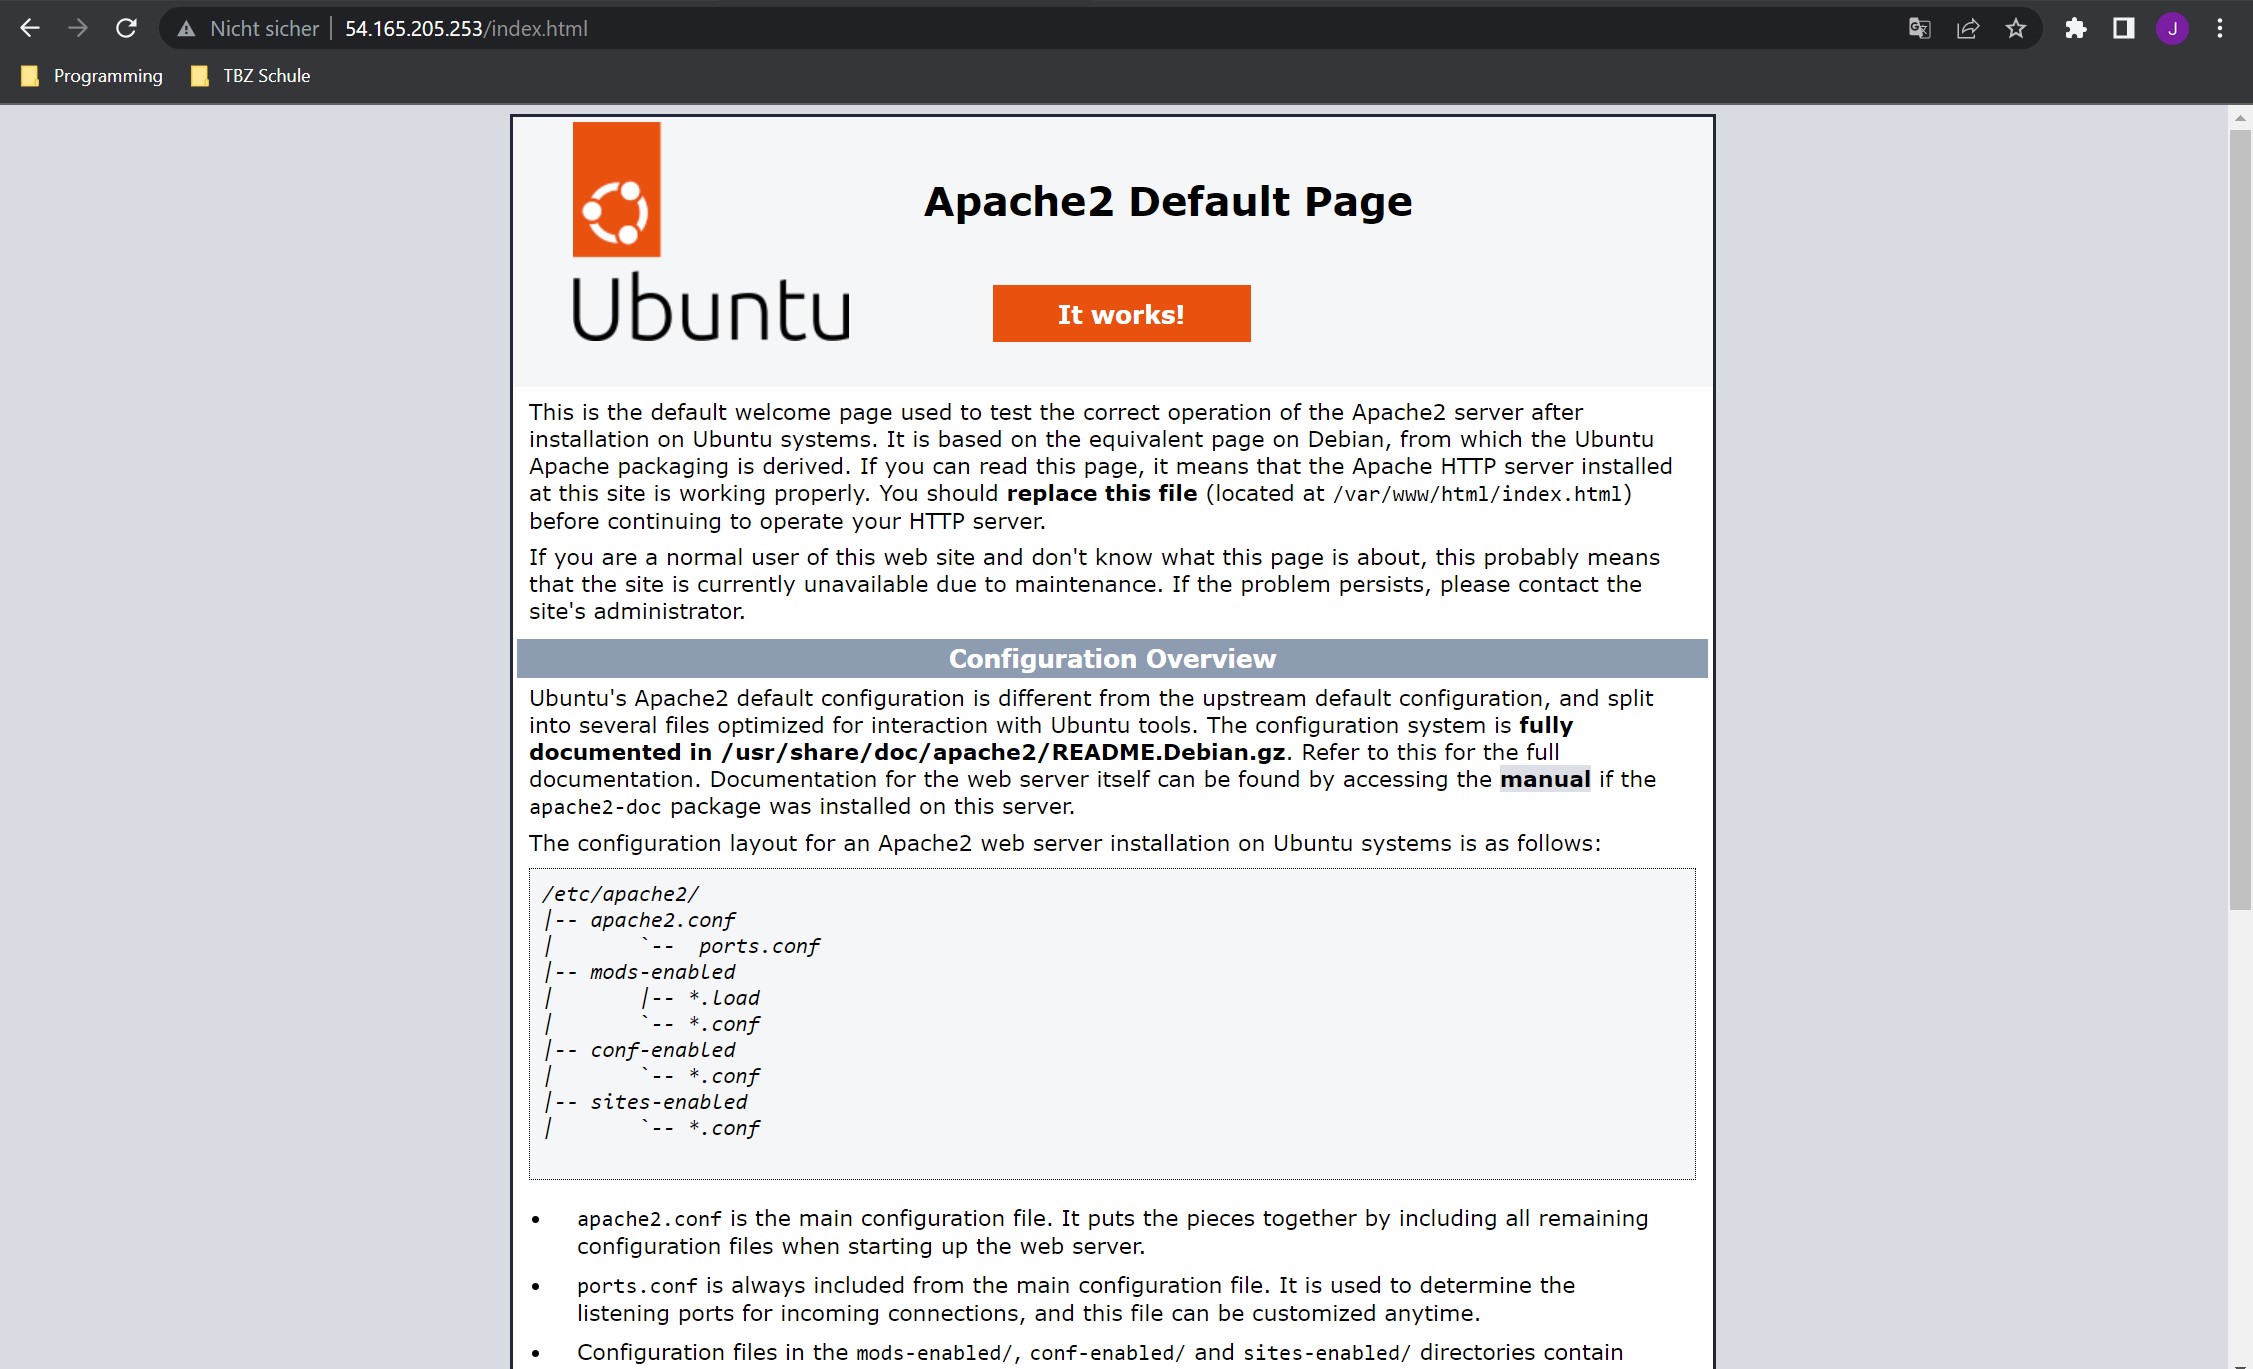 Nicht sicher | 54.165.205.253/index.html
J
Programming TBZ Schule
Apache2 Default Page
Ubuntu
It works!
This is the default welcome page used to test the correct operation of the Apache2 server after
installation on Ubuntu systems. It is based on the equivalent page on Debian, from which the Ubuntu
Apache packaging is derived. If you can read this page, it means that the Apache HTTP server installed
at this site is working properly. You should replace this file (located at /var/www/html/index.html)
before continuing to operate your HTTP server.
If you are a normal user of this web site and don't know what this page is about, this probably means
that the site is currently unavailable due to maintenance. If the problem persists, please contact the
site's administrator.
Configuration Overview
Ubuntu's Apache2 default configuration is different from the upstream default configuration, and split
into several files optimized for interaction with Ubuntu tools. The configuration system is fully
documented in /usr/share/doc/apache2/README.Debian.gz. Refer to this for the full
documentation. Documentation for the web server itself can be found by accessing the manual if the
apache2-doc package was installed on this server.
The configuration layout for an Apache2 web server installation on Ubuntu systems is as follows:
/etc/apache2/
|-- apache2.conf
|       `--  ports.conf
|-- mods-enabled
|       |-- *.load
|       `-- *.conf
|-- conf-enabled
|       `-- *.conf
|-- sites-enabled
|       `-- *.conf
• apache2.conf is the main configuration file. It puts the pieces together by including all remaining
configuration files when starting up the web server.
• ports.conf is always included from the main configuration file. It is used to determine the
listening ports for incoming connections, and this file can be customized anytime.
• Configuration files in the mods-enabled/, conf-enabled/ and sites-enabled/ directories contain